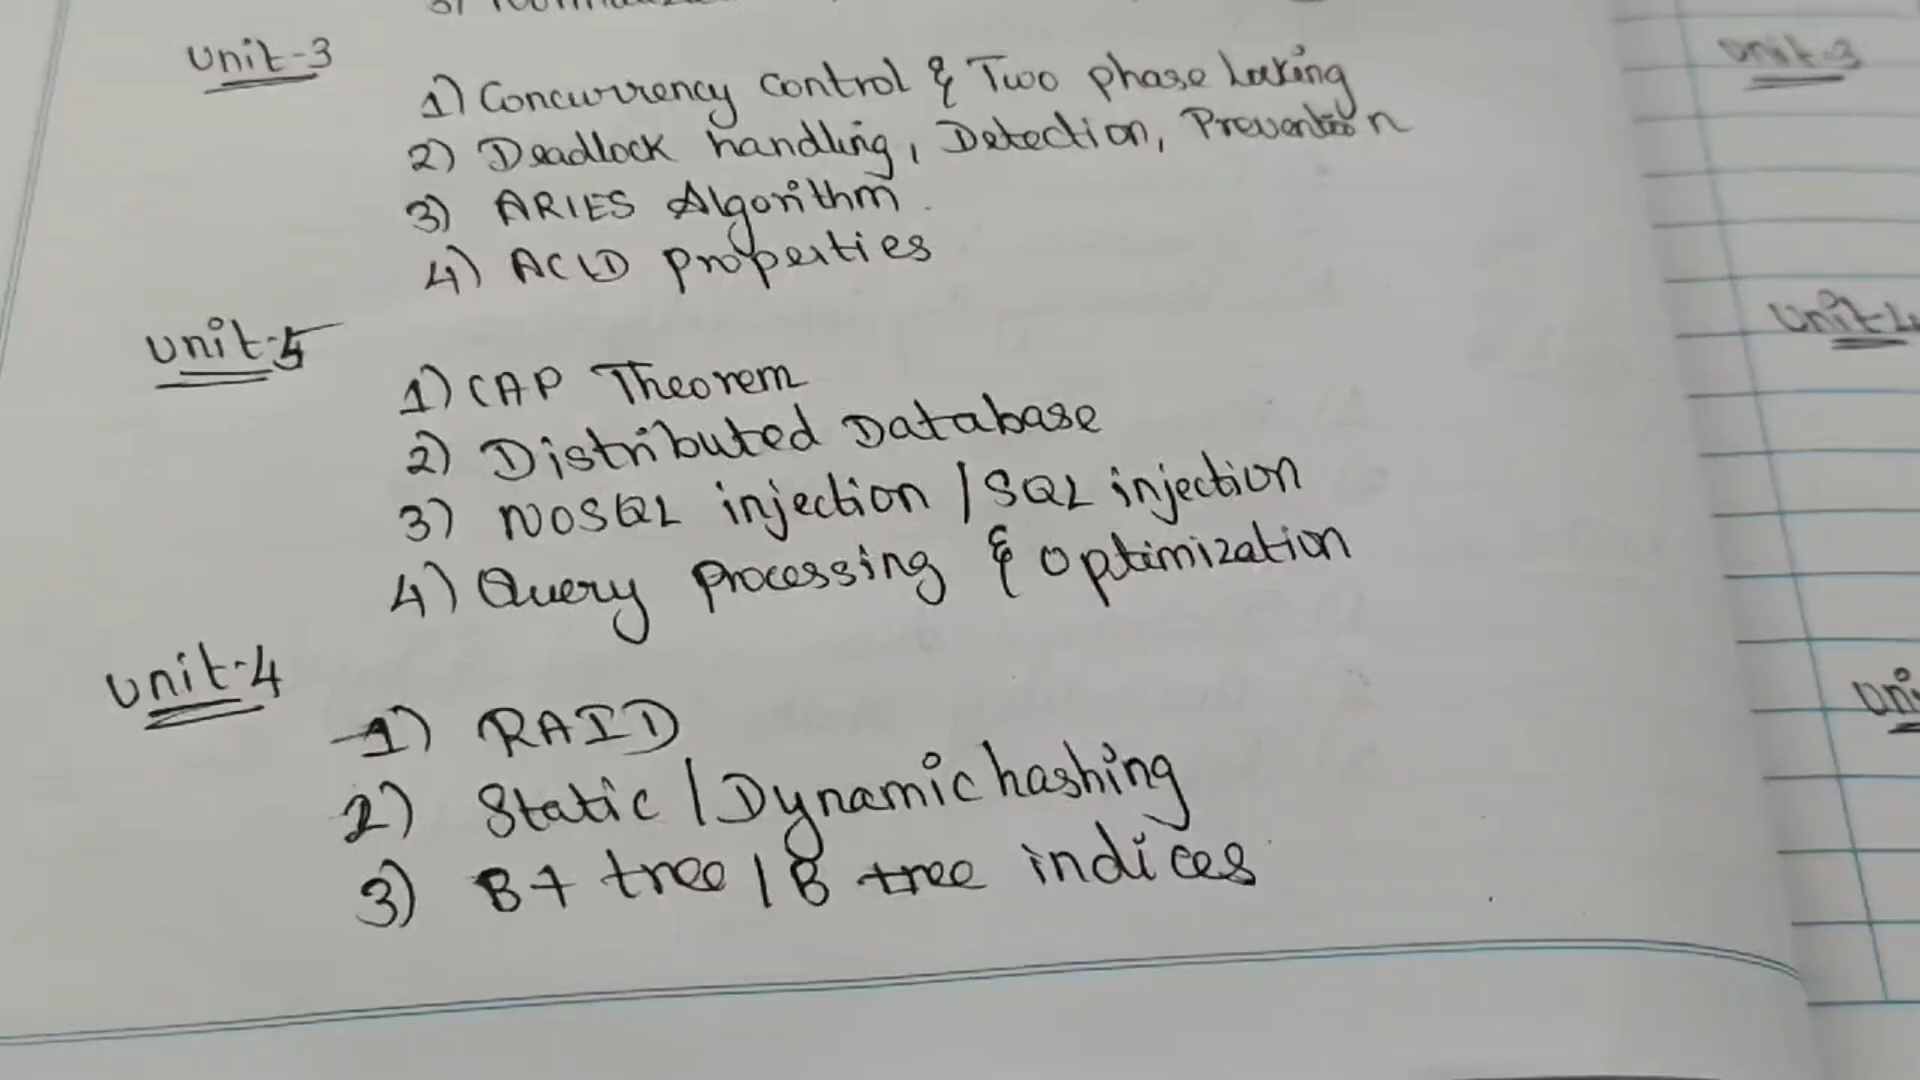 Unit-3
1) Concurrency control & Two phase Locking
2) Deadlock handling, Detection, Prevention
3) ARIES Algorithm.
4) ACID properties
Unit-5
1) CAP Theorem
2) Distributed Database
3) NOSQL injection / SQL injection
4) Query Processing & Optimization
Unit-4
1) RAID
2) Static / Dynamic hashing
3) B+ tree / B tree indices
Unit-3